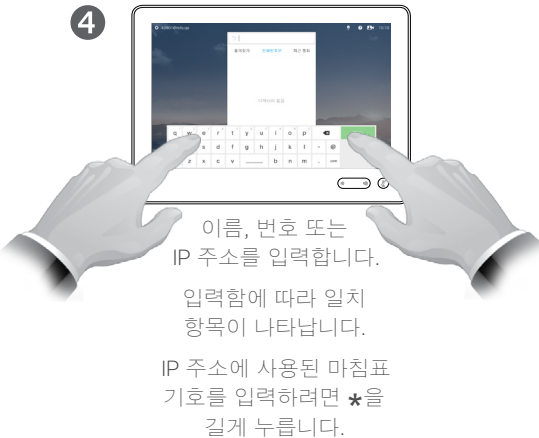 4
q w e r t y u i o p
s d f g h j k l - @
z x c v b n m .
이름, 번호 또는
IP 주소를 입력합니다.
입력함에 따라 일치
항목이 나타납니다.
IP 주소에 사용된 마침표
기호를 입력하려면 *을
길게 누릅니다.